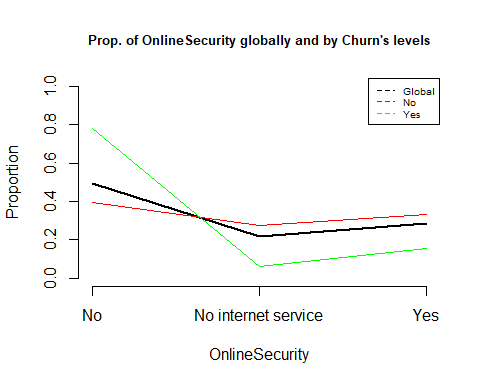 Prop. of OnlineSecurity globally and by Churn's levels
Global
No
Yes
Proportion
1.0
0.8
0.6
0.4
0.2
0.0
No No internet service Yes
OnlineSecurity